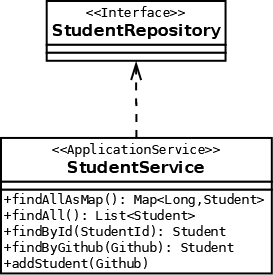 <<Interface>>
StudentRepository
<<ApplicationService>>
StudentService
+findAllAsMap(): Map<Long,Student>
+findAll(): List<Student>
+findById(StudentId): Student
+findByGithub(Github): Student
+addStudent(Github)